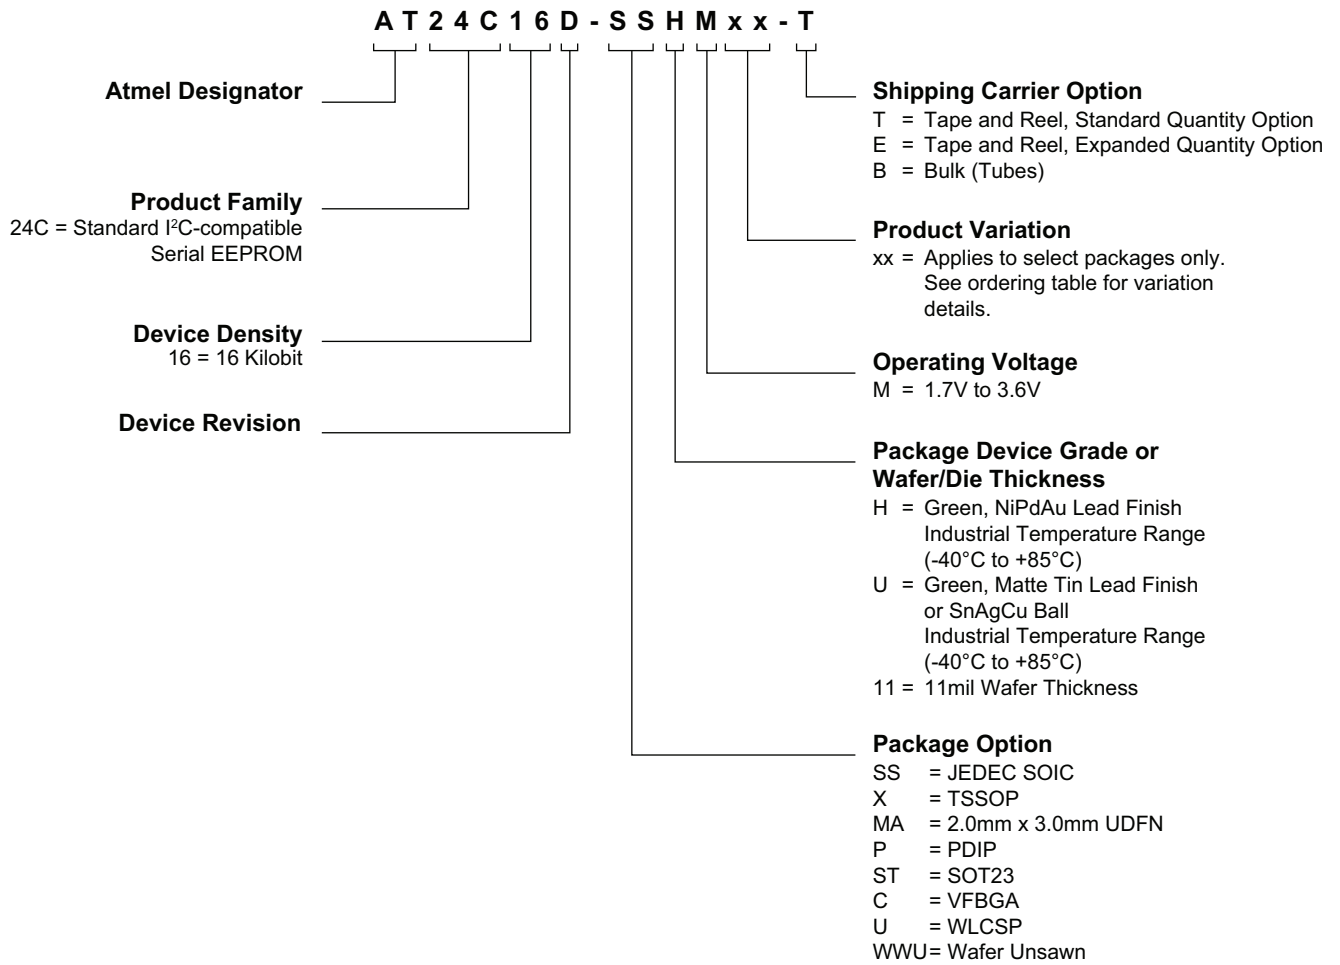 AT24C16D-SSHMxx-T
Atmel Designator
Product Family
24C = Standard I²C-compatible
Serial EEPROM
Device Density
16 = 16 Kilobit
Device Revision
Shipping Carrier Option
T = Tape and Reel, Standard Quantity Option
E = Tape and Reel, Expanded Quantity Option
B = Bulk (Tubes)
Product Variation
xx = Applies to select packages only.
See ordering table for variation
details.
Operating Voltage
M = 1.7V to 3.6V
Package Device Grade or
Wafer/Die Thickness
H = Green, NiPdAu Lead Finish
Industrial Temperature Range
(-40°C to +85°C)
U = Green, Matte Tin Lead Finish
or SnAgCu Ball
Industrial Temperature Range
(-40°C to +85°C)
11 = 11mil Wafer Thickness
Package Option
SS = JEDEC SOIC
X = TSSOP
MA = 2.0mm x 3.0mm UDFN
P = PDIP
ST = SOT23
C = VFBGA
U = WLCSP
WWU= Wafer Unsawn